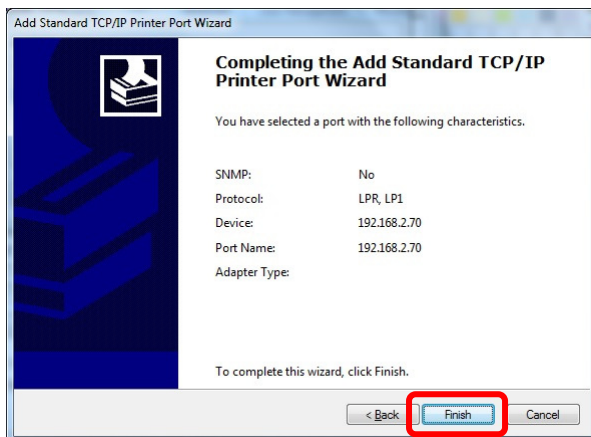 Add Standard TCP/IP Printer Port Wizard
Completing the Add Standard TCP/IP
Printer Port Wizard
You have selected a port with the following characteristics.
SNMP: No
Protocol: LPR, LP1
Device: 192.168.2.70
Port Name: 192.168.2.70
Adapter Type:
To complete this wizard, click Finish.
< Back Finish Cancel